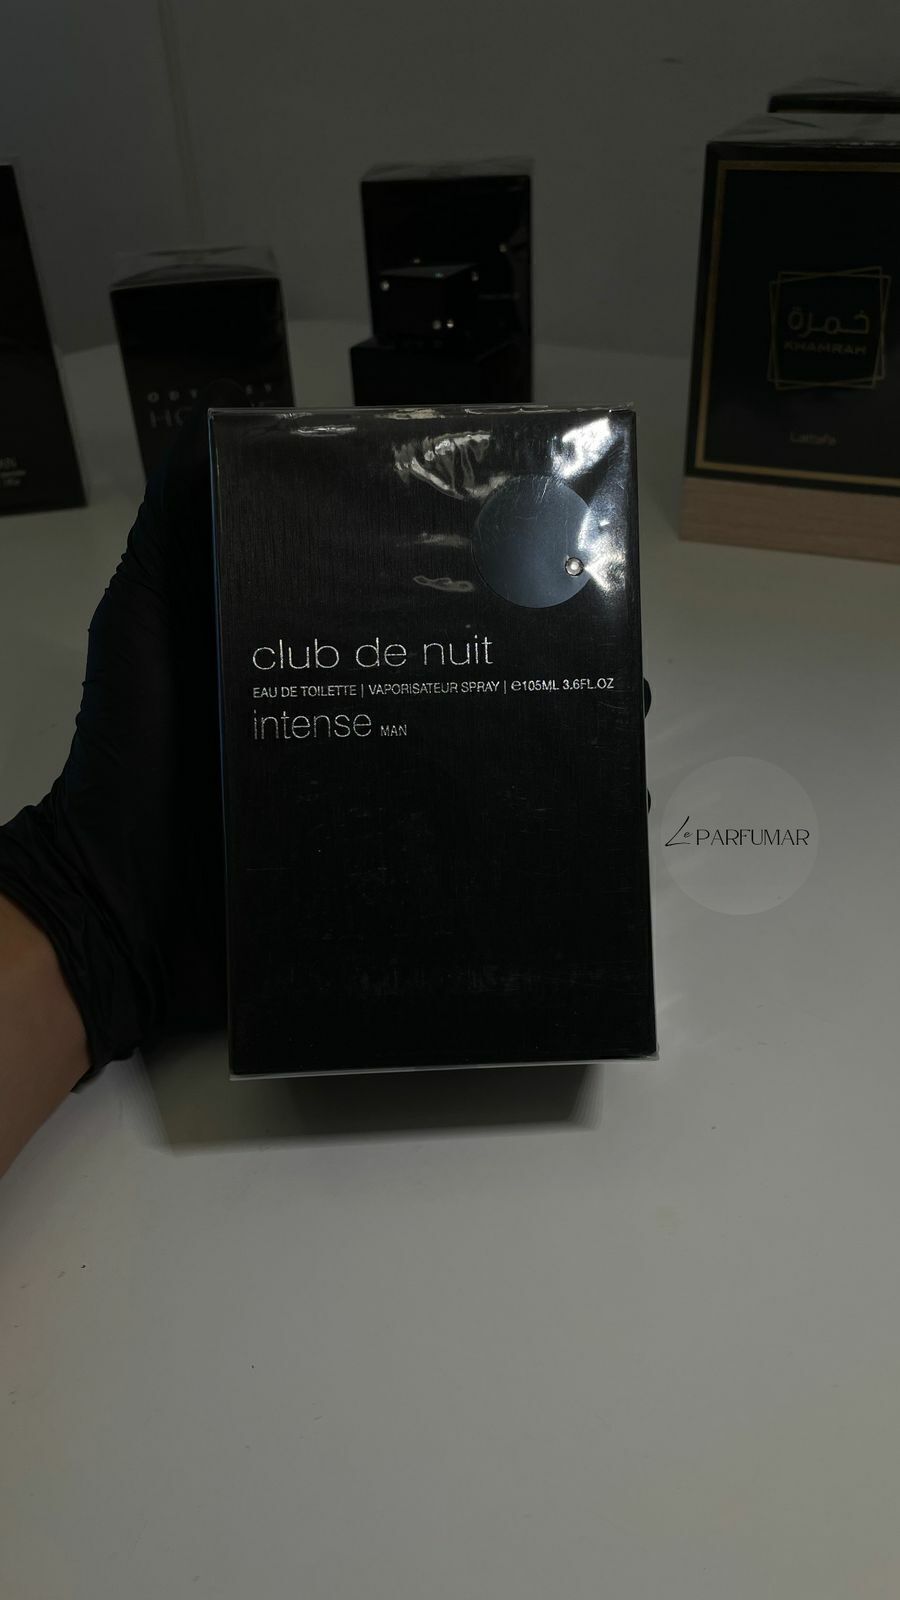 ODYSSEY
خمرة
KHAMRAH
Lattafa
club de nuit
EAU DE TOILETTE | VAPORISATEUR SPRAY | ℮105ML 3.6FL.OZ
intense MAN
Le PARFUMAR